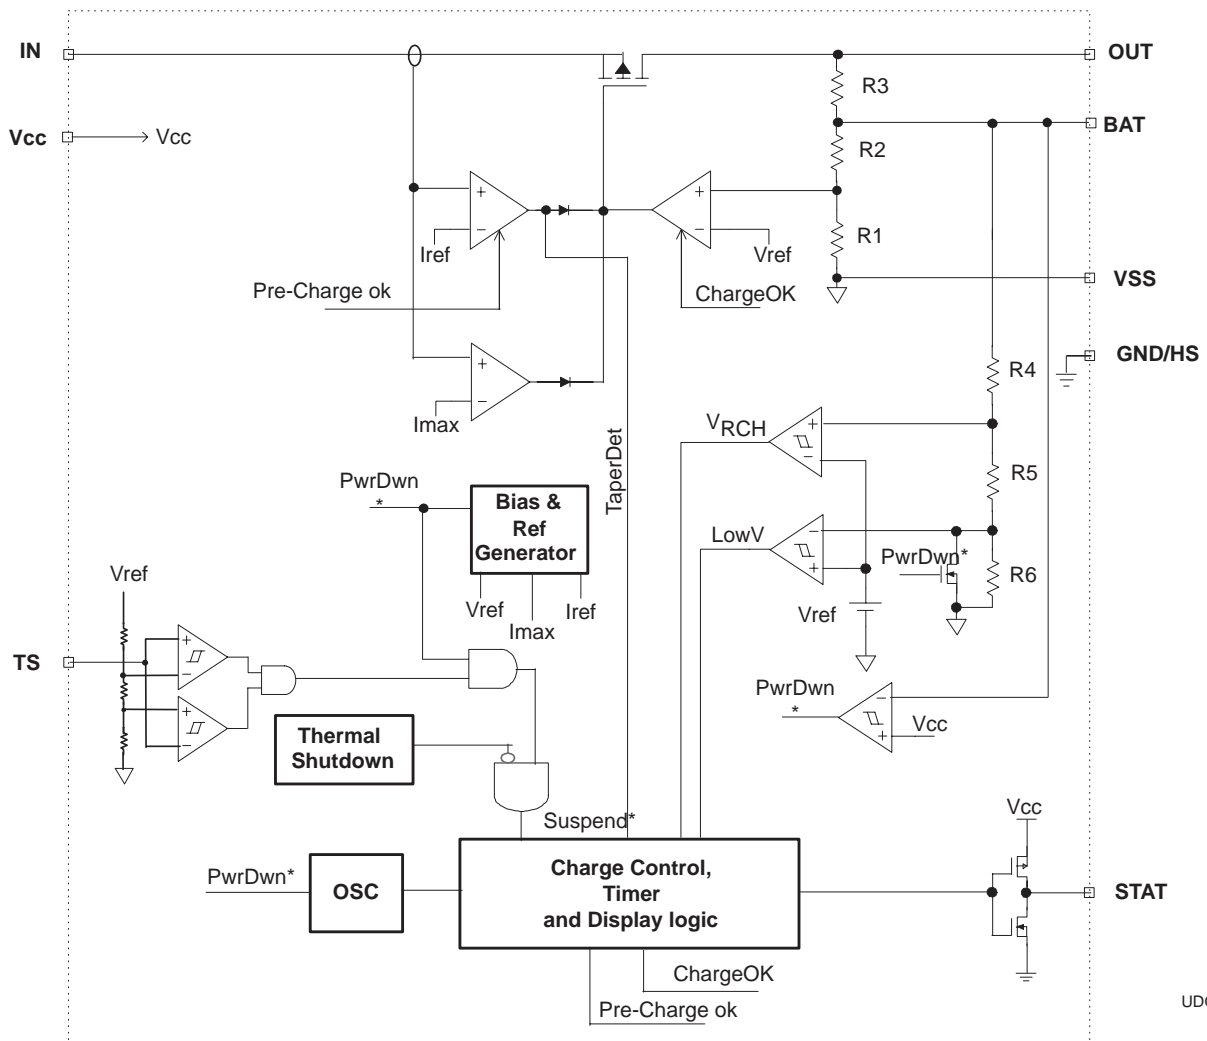 IN
OUT
R3
Vcc
Vcc
BAT
R2
+
+
R1
−
−
Iref
Vref
Pre-Charge ok
ChargeOK
VSS
GND/HS
R4
+
−
Imax
VRCH
+
−
TaperDet
PwrDwn
*
Bias &
Ref
Generator
R5
LowV
−
+
PwrDwn*
R6
Vref
Vref
Imax
Iref
Vref
TS
+
−
+
−
PwrDwn
*
−
+
Vcc
Thermal
Shutdown
Suspend*
Vcc
PwrDwn*
OSC
Charge Control,
Timer
and Display logic
STAT
ChargeOK
Pre-Charge ok